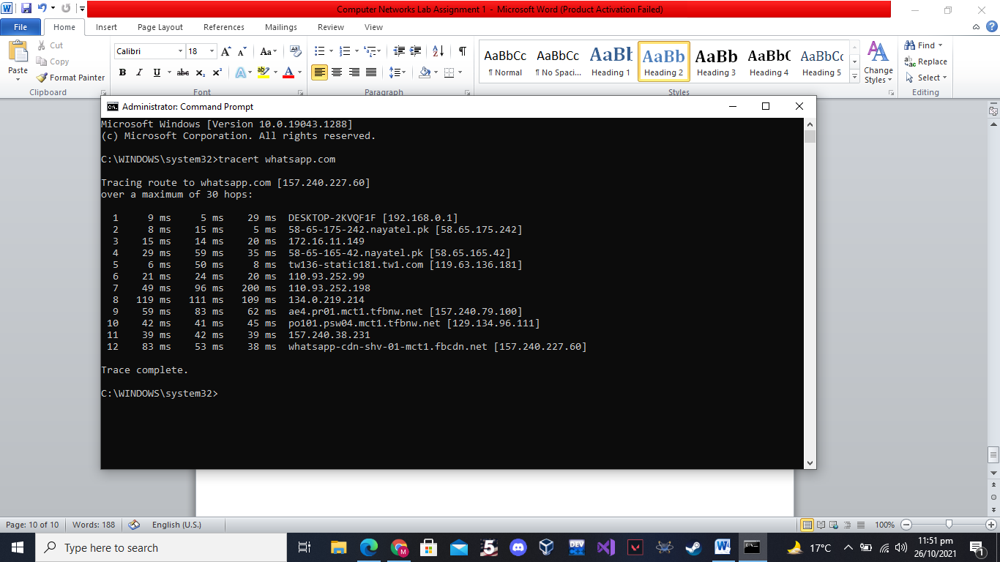 Computer Networks Lab Assignment 1 - Microsoft Word (Product Activation Failed)
File Home Insert Page Layout References Mailings Review View
Paste
Cut
Copy
Format Painter
Clipboard
Calibri 18
Font
Paragraph
AaBbCc AaBbCc AaBb AaBb AaBb AaBbC AaBbCc
¶ Normal ¶ No Spaci... Heading 1 Heading 2 Heading 3 Heading 4 Heading 5
Change Styles
Styles
Find
Replace
Select
Editing
Administrator: Command Prompt
Microsoft Windows [Version 10.0.19043.1288]
(c) Microsoft Corporation. All rights reserved.
C:\WINDOWS\system32>tracert whatsapp.com
Tracing route to whatsapp.com [157.240.227.60]
over a maximum of 30 hops:
1 9 ms 5 ms 29 ms DESKTOP-2KVQF1F [192.168.0.1]
2 8 ms 15 ms 5 ms 58-65-175-242.nayatel.pk [58.65.175.242]
3 15 ms 14 ms 20 ms 172.16.11.149
4 29 ms 59 ms 35 ms 58-65-165-42.nayatel.pk [58.65.165.42]
5 6 ms 50 ms 8 ms tw136-static181.tw1.com [119.63.136.181]
6 21 ms 24 ms 20 ms 110.93.252.99
7 49 ms 96 ms 200 ms 110.93.252.198
8 119 ms 111 ms 109 ms 134.0.219.214
9 59 ms 83 ms 62 ms ae4.pr01.mct1.tfbnw.net [157.240.79.100]
10 42 ms 41 ms 45 ms po101.psw04.mct1.tfbnw.net [129.134.96.111]
11 39 ms 42 ms 39 ms 157.240.38.231
12 83 ms 53 ms 38 ms whatsapp-cdn-shv-01-mct1.fbcdn.net [157.240.227.60]
Trace complete.
C:\WINDOWS\system32>
Page: 10 of 10 Words: 188 English (U.S.) 100%
Type here to search
17°C
11:51 pm
26/10/2021